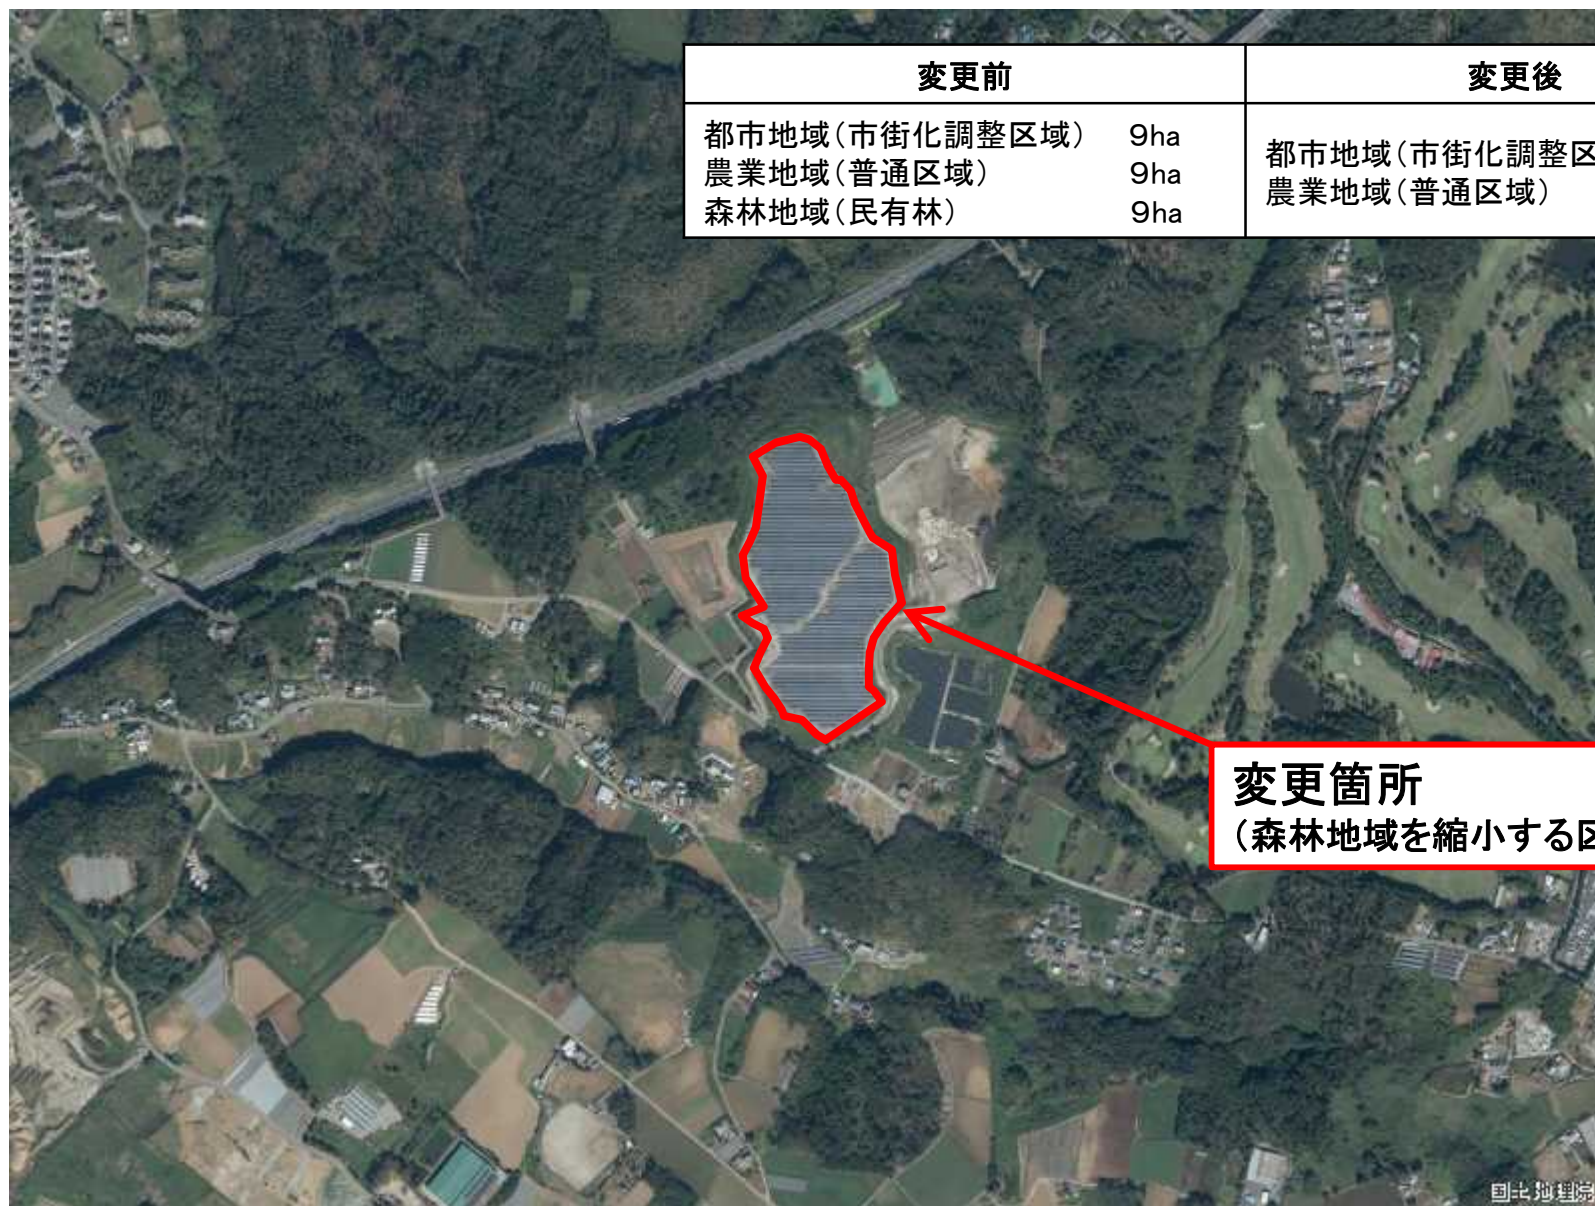 変更前
変更後
都市地域(市街化調整区域) 9ha
農業地域(普通区域) 9ha
森林地域(民有林) 9ha
都市地域(市街化調整区
農業地域(普通区域)
変更箇所
(森林地域を縮小する区
国土地理院